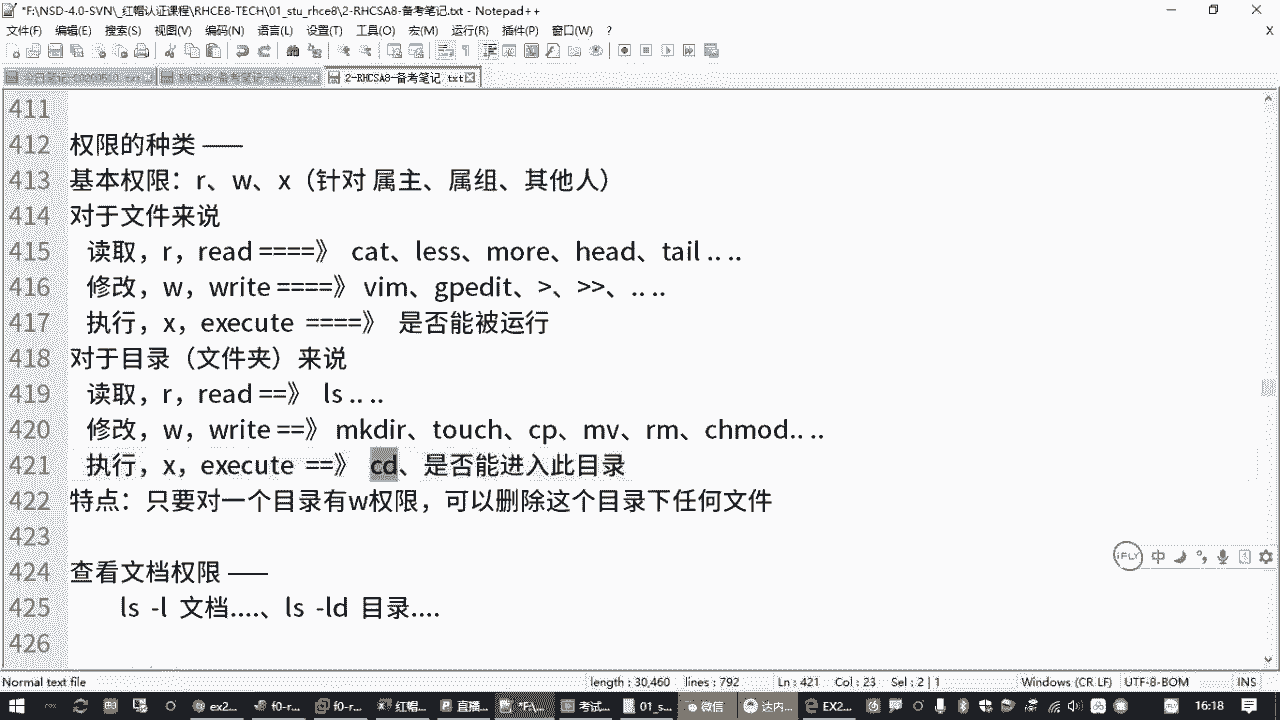 *F:\NSD-4.0-SVN\_红帽认证课程\RHCE8-TECH\01_stu_rhce8\2-RHCSA8-备考笔记.txt - Notepad++
文件(F) 编辑(E) 搜索(S) 视图(V) 编码(N) 语言(L) 设置(T) 工具(O) 宏(M) 运行(R) 插件(P) 窗口(W) ? X
2-RHCSA8-备考笔记.txt
411
412 权限的种类 ——
413 基本权限：r、w、x（针对 属主、属组、其他人）
414 对于文件来说
415 读取，r，read ====》 cat、less、more、head、tail .. ..
416 修改，w，write ====》 vim、gpedit、>、>>、.. ..
417 执行，x，execute ====》 是否能被运行
418 对于目录（文件夹）来说
419 读取，r，read ==》 ls .. ..
420 修改，w，write ==》 mkdir、touch、cp、mv、rm、chmod.. ..
421 执行，x，execute ==》 cd、是否能进入此目录
422 特点：只要对一个目录有w权限，可以删除这个目录下任何文件
423
424 查看文档权限 ——
425 ls -l 文档....、ls -ld 目录....
426
iFLY 中
Normal text file length : 30,460 lines : 792 Ln : 421 Col : 23 Sel : 2 | 1 Windows (CR LF) UTF-8-BOM INS
ex2... f0-r... f0-r... 红帽... 直播... *F:\... 考试... 01_s... 微信 达内... EX2... 16:18